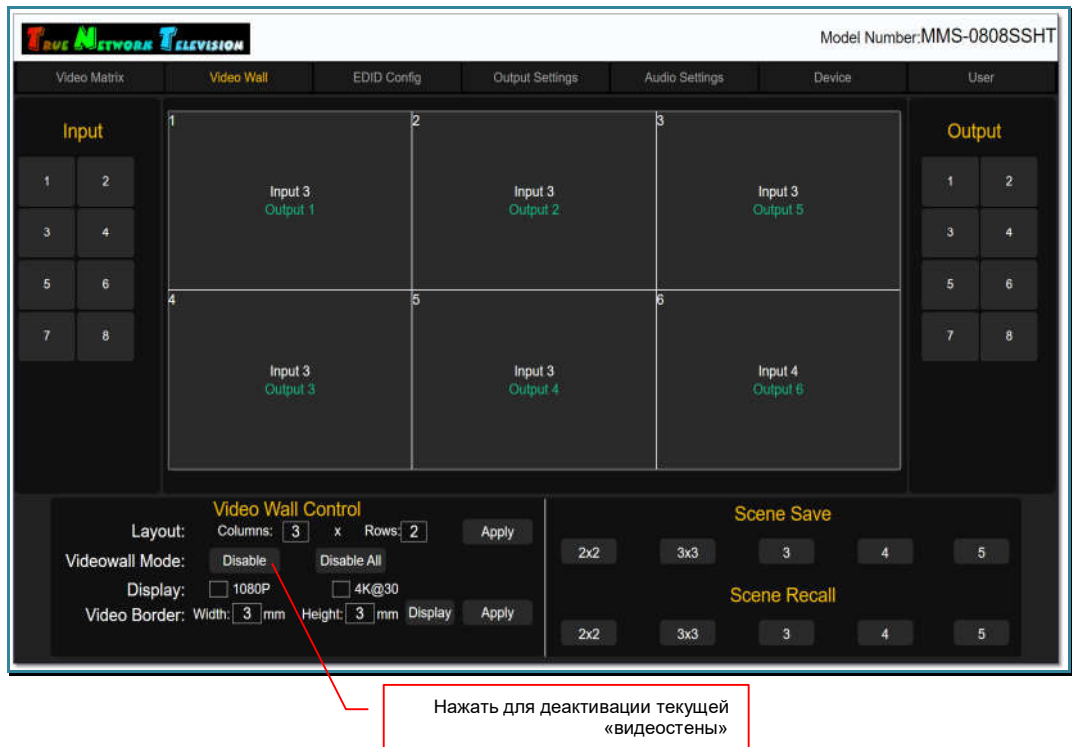 TRUE NETWORK TELEVISION
Model Number:MMS-0808SSHT
Video Matrix Video Wall EDID Config Output Settings Audio Settings Device User
Input
1 2
3 4
5 6
7 8
1 2 3
Input 3 Input 3 Input 3
Output 1 Output 2 Output 5
4 5 6
Input 3 Input 3 Input 4
Output 3 Output 4 Output 6
Output
1 2
3 4
5 6
7 8
Video Wall Control
Layout: Columns: 3 x Rows: 2 Apply
Videowall Mode: Disable Disable All
Display: 1080P 4K@30
Video Border: Width: 3 mm Height: 3 mm Display Apply
Scene Save
2x2 3x3 3 4 5
Scene Recall
2x2 3x3 3 4 5
Нажать для деактивации текущей
«видеостены»